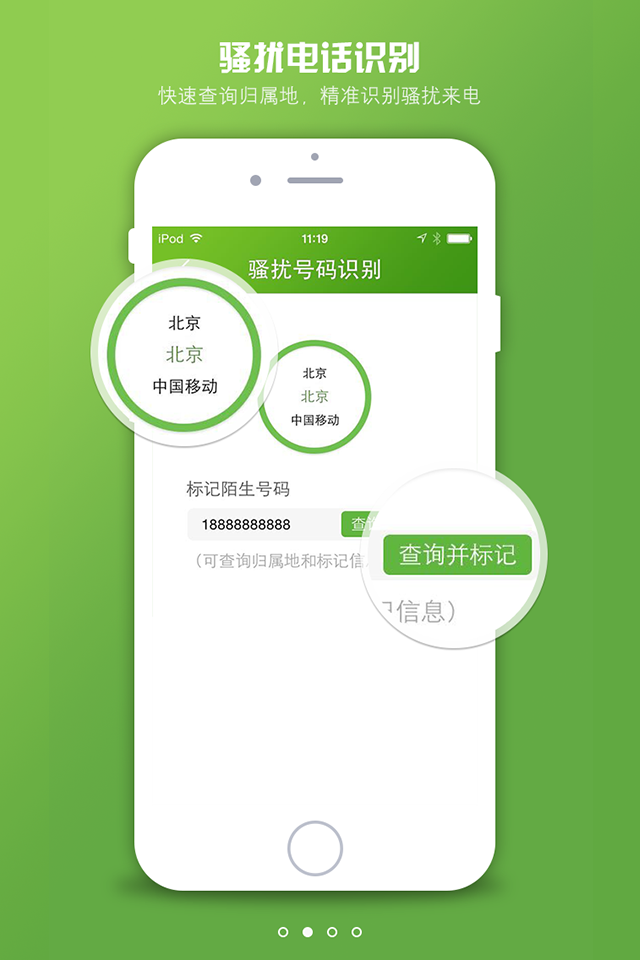 骚扰电话识别
快速查询归属地，精准识别骚扰来电
iPod 11:19
骚扰号码识别
北京
北京
中国移动
北京
北京
中国移动
标记陌生号码
18888888888 查
查询并标记
（可查询归属地和标记信
信息）